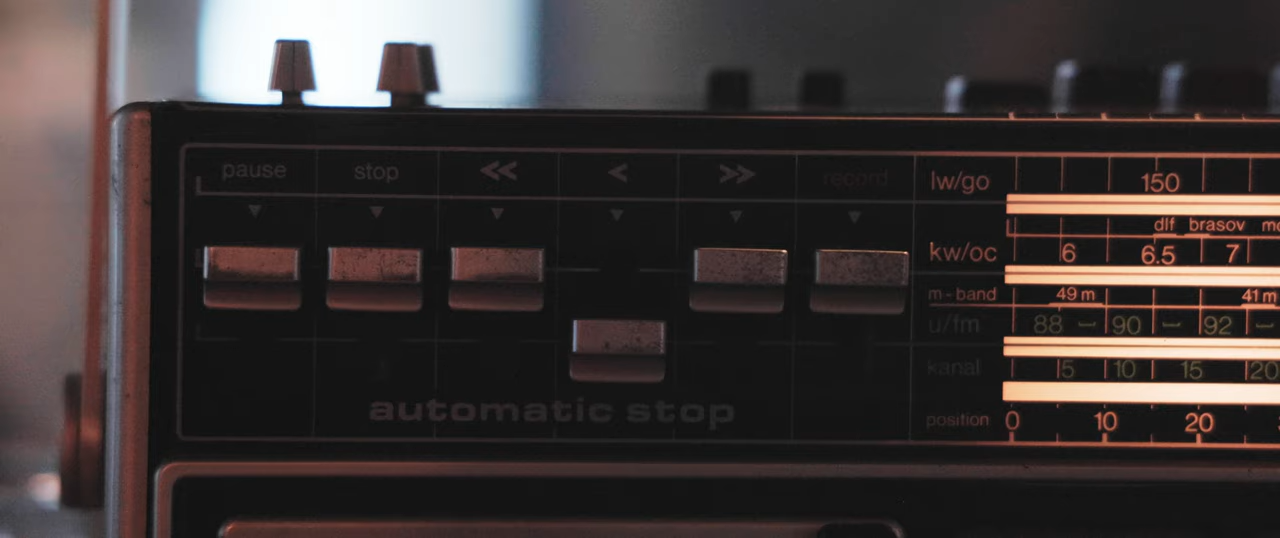 pause stop << < >> record
automatic stop
lw/go 150
dlf brasov
kw/oc 6 6.5 7
m-band 49 m 41 m
u/fm 88 90 92
kanal 5 10 15 20
position 0 10 20